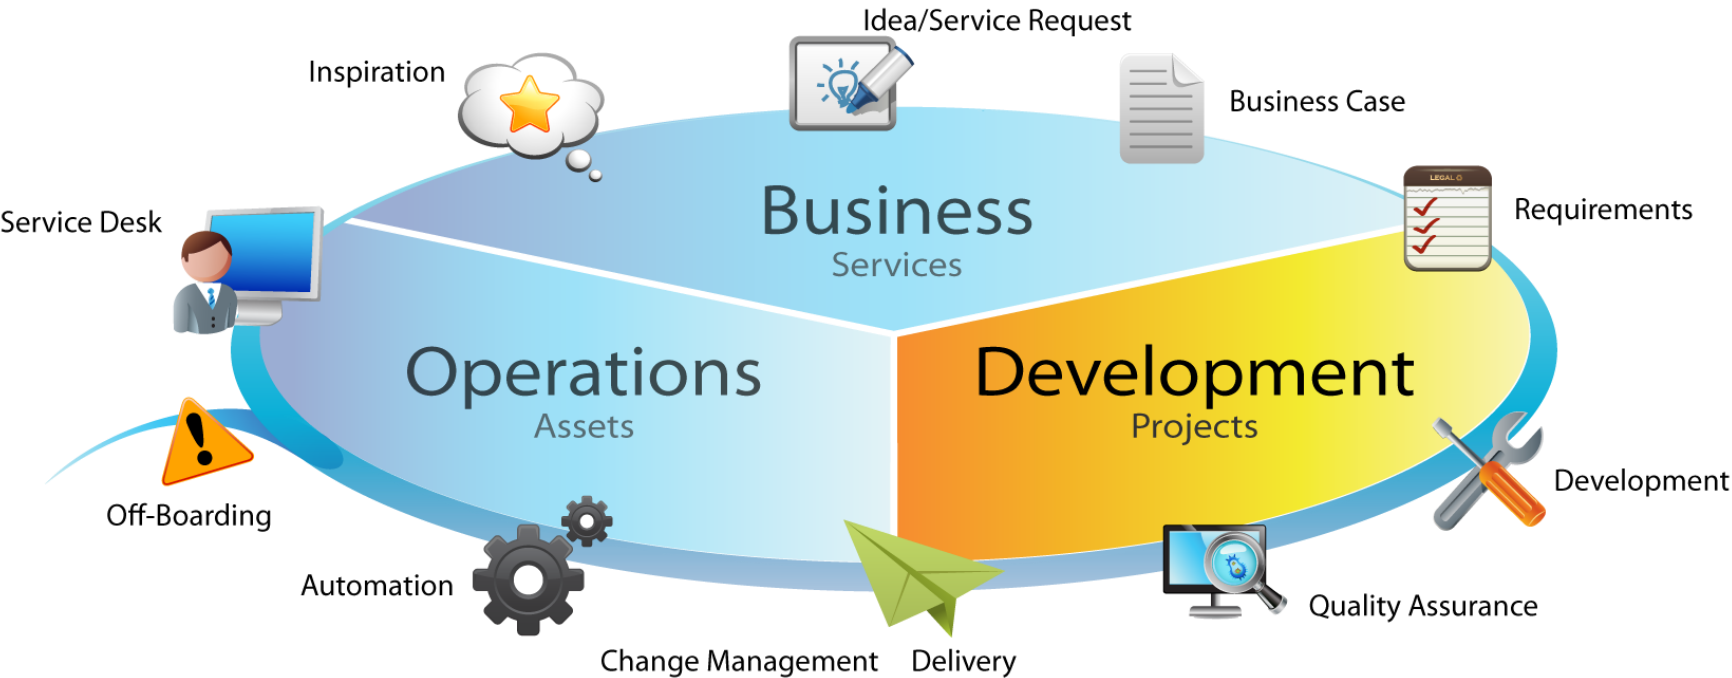 Idea/Service Request
Inspiration
Business Case
LEGAL
Requirements
Service Desk
Business
Services
Operations
Assets
Development
Projects
Development
Off-Boarding
Automation
Quality Assurance
Change Management
Delivery